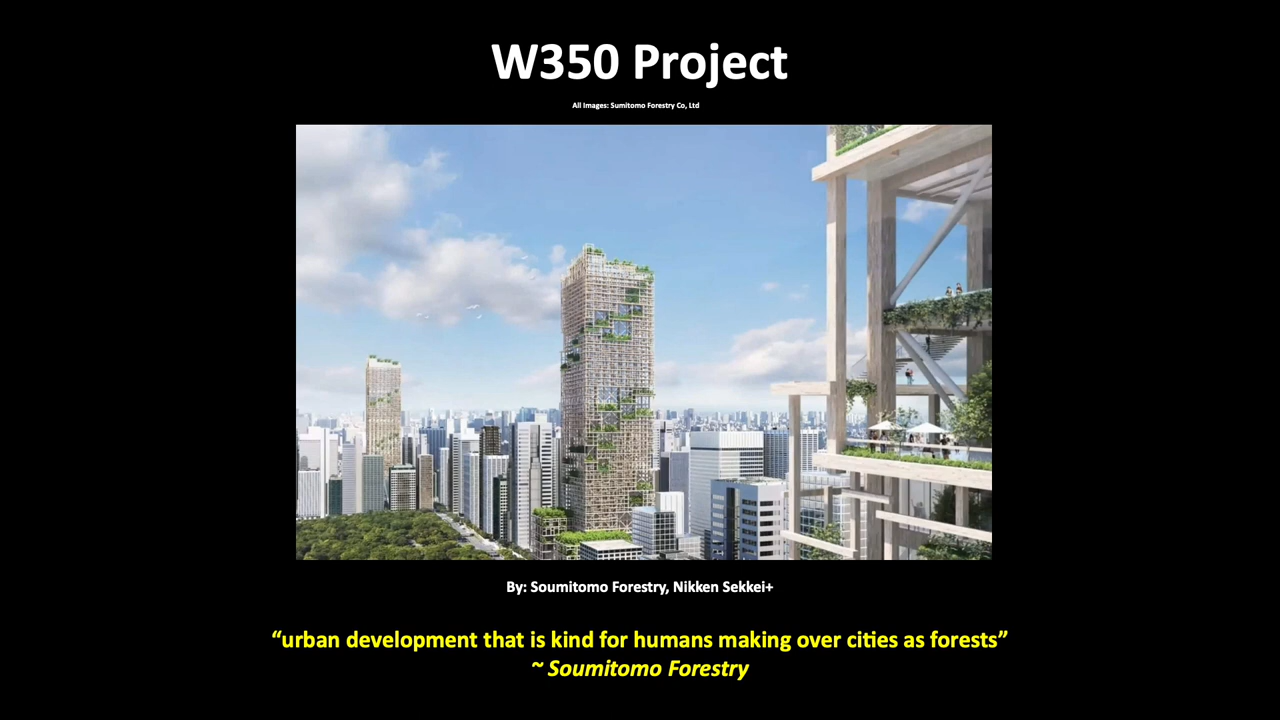 W350 Project
All Images: Sumitomo Forestry Co, Ltd
By: Soumitomo Forestry, Nikken Sekkei+
“urban development that is kind for humans making over cities as forests”
~ Soumitomo Forestry